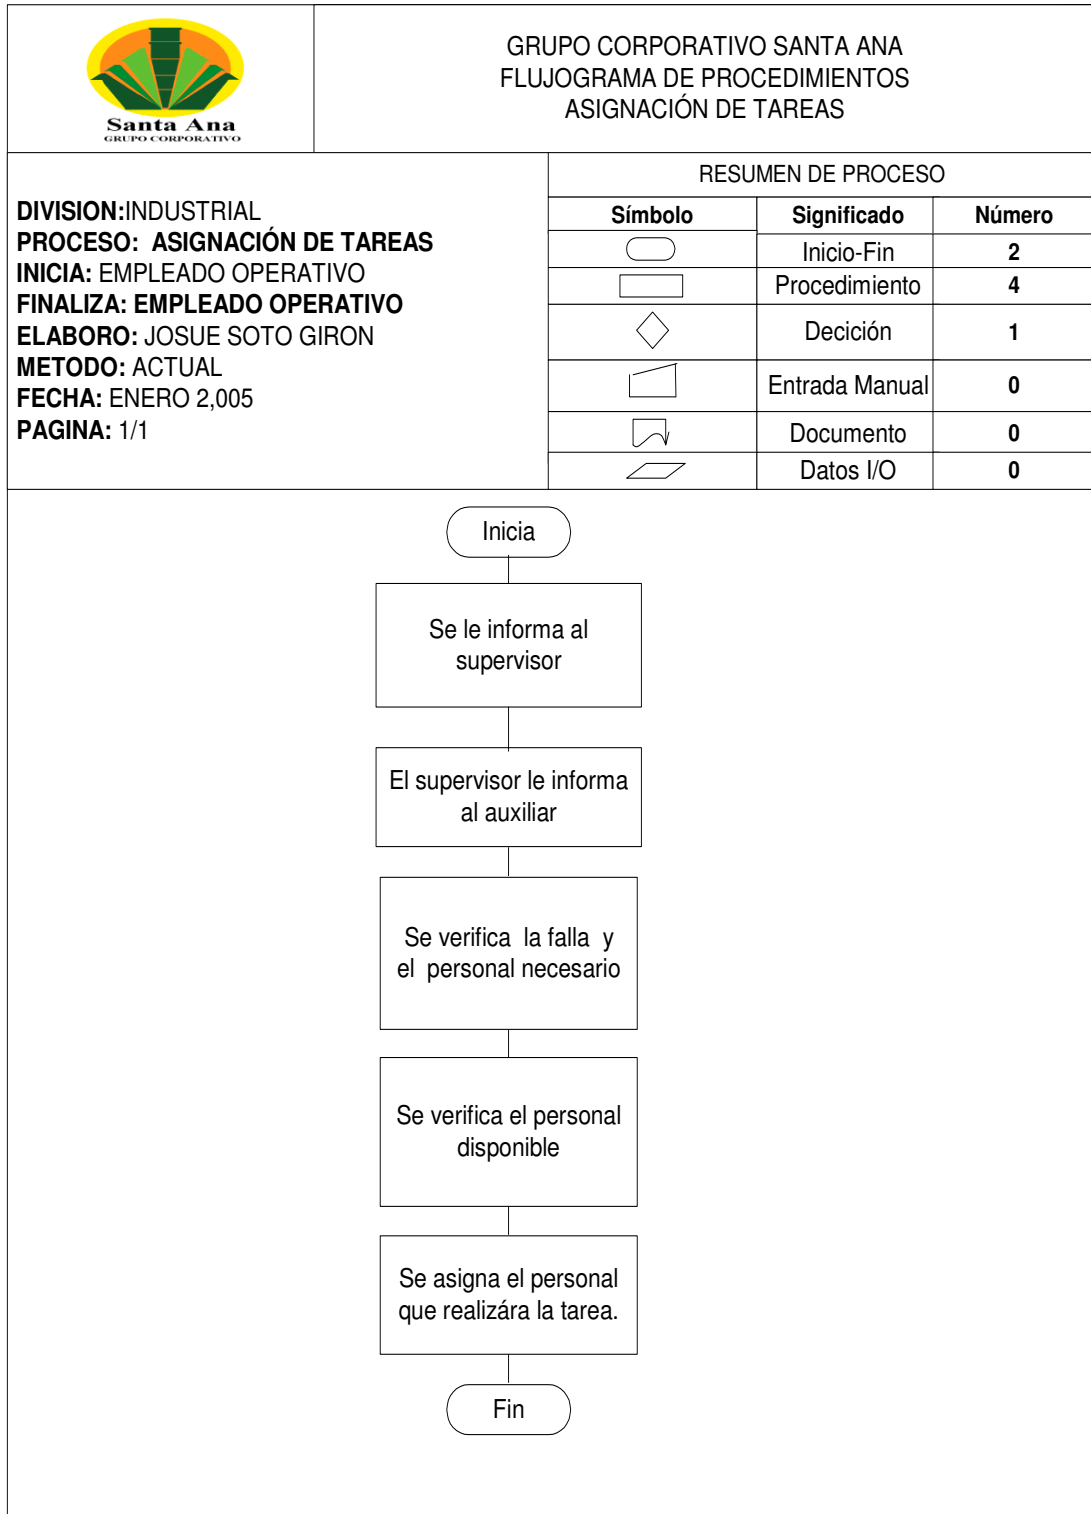 Santa Ana
GRUPO CORPORATIVO
GRUPO CORPORATIVO SANTA ANA
FLUJOGRAMA DE PROCEDIMIENTOS
ASIGNACIÓN DE TAREAS
DIVISION:INDUSTRIAL
PROCESO: ASIGNACIÓN DE TAREAS
INICIA: EMPLEADO OPERATIVO
FINALIZA: EMPLEADO OPERATIVO
ELABORO: JOSUE SOTO GIRON
METODO: ACTUAL
FECHA: ENERO 2,005
PAGINA: 1/1
RESUMEN DE PROCESO
Símbolo Significado Número
Inicio-Fin 2
Procedimiento 4
Decición 1
Entrada Manual 0
Documento 0
Datos I/O 0
Inicia
Se le informa al
supervisor
El supervisor le informa
al auxiliar
Se verifica la falla y
el personal necesario
Se verifica el personal
disponible
Se asigna el personal
que realizára la tarea.
Fin